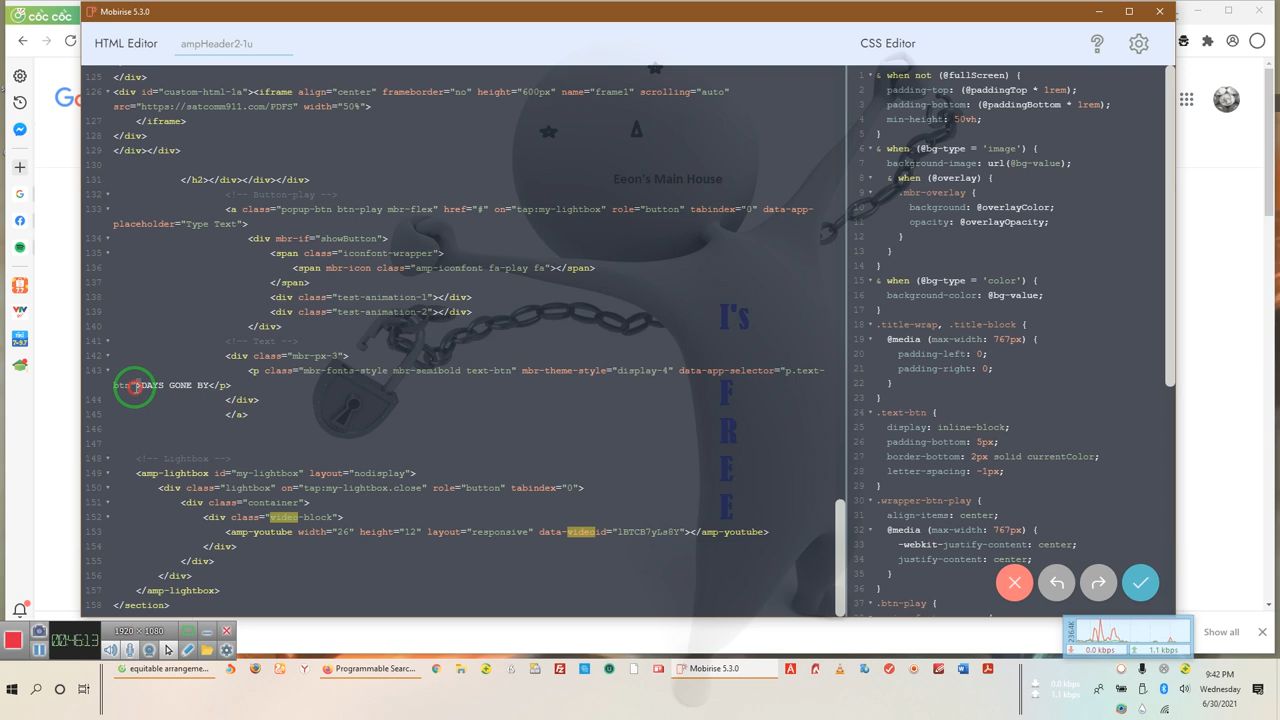 cốc cốc
Mobirise 5.3.0
HTML Editor
ampHeader2-1u
CSS Editor
Go
125 </div>
126 <div id="custom-html-1a"><iframe align="center" frameborder="no" height="600px" name="frame1" scrolling="auto"
src="https://satcomm911.com/PDFS" width="50%">
127 </iframe>
128 </div>
129 </div></div>
130
131 </h2></div></div></div>
132 <!-- Button-play -->
133 <a class="popup-btn btn-play mbr-flex" href="#" on="tap:my-lightbox" role="button" tabindex="0" data-app-
placeholder="Type Text">
134 <div mbr-if="showButton">
135 <span class="iconfont-wrapper">
136 <span mbr-icon class="amp-iconfont fa-play fa"></span>
137 </span>
138 <div class="test-animation-1"></div>
139 <div class="test-animation-2"></div>
140 </div>
141 <!-- Text -->
142 <div class="mbr-px-3">
143 <p class="mbr-fonts-style mbr-semibold text-btn" mbr-theme-style="display-4" data-app-selector="p.text-
btn DAYS GONE BY</p>
144 </div>
145 </a>
146
147
148 <!-- Lightbox -->
149 <amp-lightbox id="my-lightbox" layout="nodisplay">
150 <div class="lightbox" on="tap:my-lightbox.close" role="button" tabindex="0">
151 <div class="container">
152 <div class="video-block">
153 <amp-youtube width="26" height="12" layout="responsive" data-videoid="lBTCB7yLs8Y"></amp-youtube>
154 </div>
155 </div>
156 </div>
157 </amp-lightbox>
158 </section>
Eeon's Main House
I's
F
R
E
E
1 & when not (@fullScreen) {
2 padding-top: (@paddingTop * 1rem);
3 padding-bottom: (@paddingBottom * 1rem);
4 min-height: 50vh;
5 }
6 & when (@bg-type = 'image') {
7 background-image: url(@bg-value);
8 & when (@overlay) {
9 .mbr-overlay {
10 background: @overlayColor;
11 opacity: @overlayOpacity;
12 }
13 }
14 }
15 & when (@bg-type = 'color') {
16 background-color: @bg-value;
17 }
18 .title-wrap, .title-block {
19 @media (max-width: 767px) {
20 padding-left: 0;
21 padding-right: 0;
22 }
23 }
24 .text-btn {
25 display: inline-block;
26 padding-bottom: 5px;
27 border-bottom: 2px solid currentColor;
28 letter-spacing: -1px;
29 }
30 .wrapper-btn-play {
31 align-items: center;
32 @media (max-width: 767px) {
33 -webkit-justify-content: center;
34 justify-content: center;
35 }
36 }
37 .btn-play {
1920 × 1080
236.4K
0.0 kbps
1.1 kbps
Show all
equitable arrangeme...
Programmable Searc...
Mobirise 5.3.0
0.0 kbps
1.1 kbps
9:42 PM
Wednesday
6/30/2021